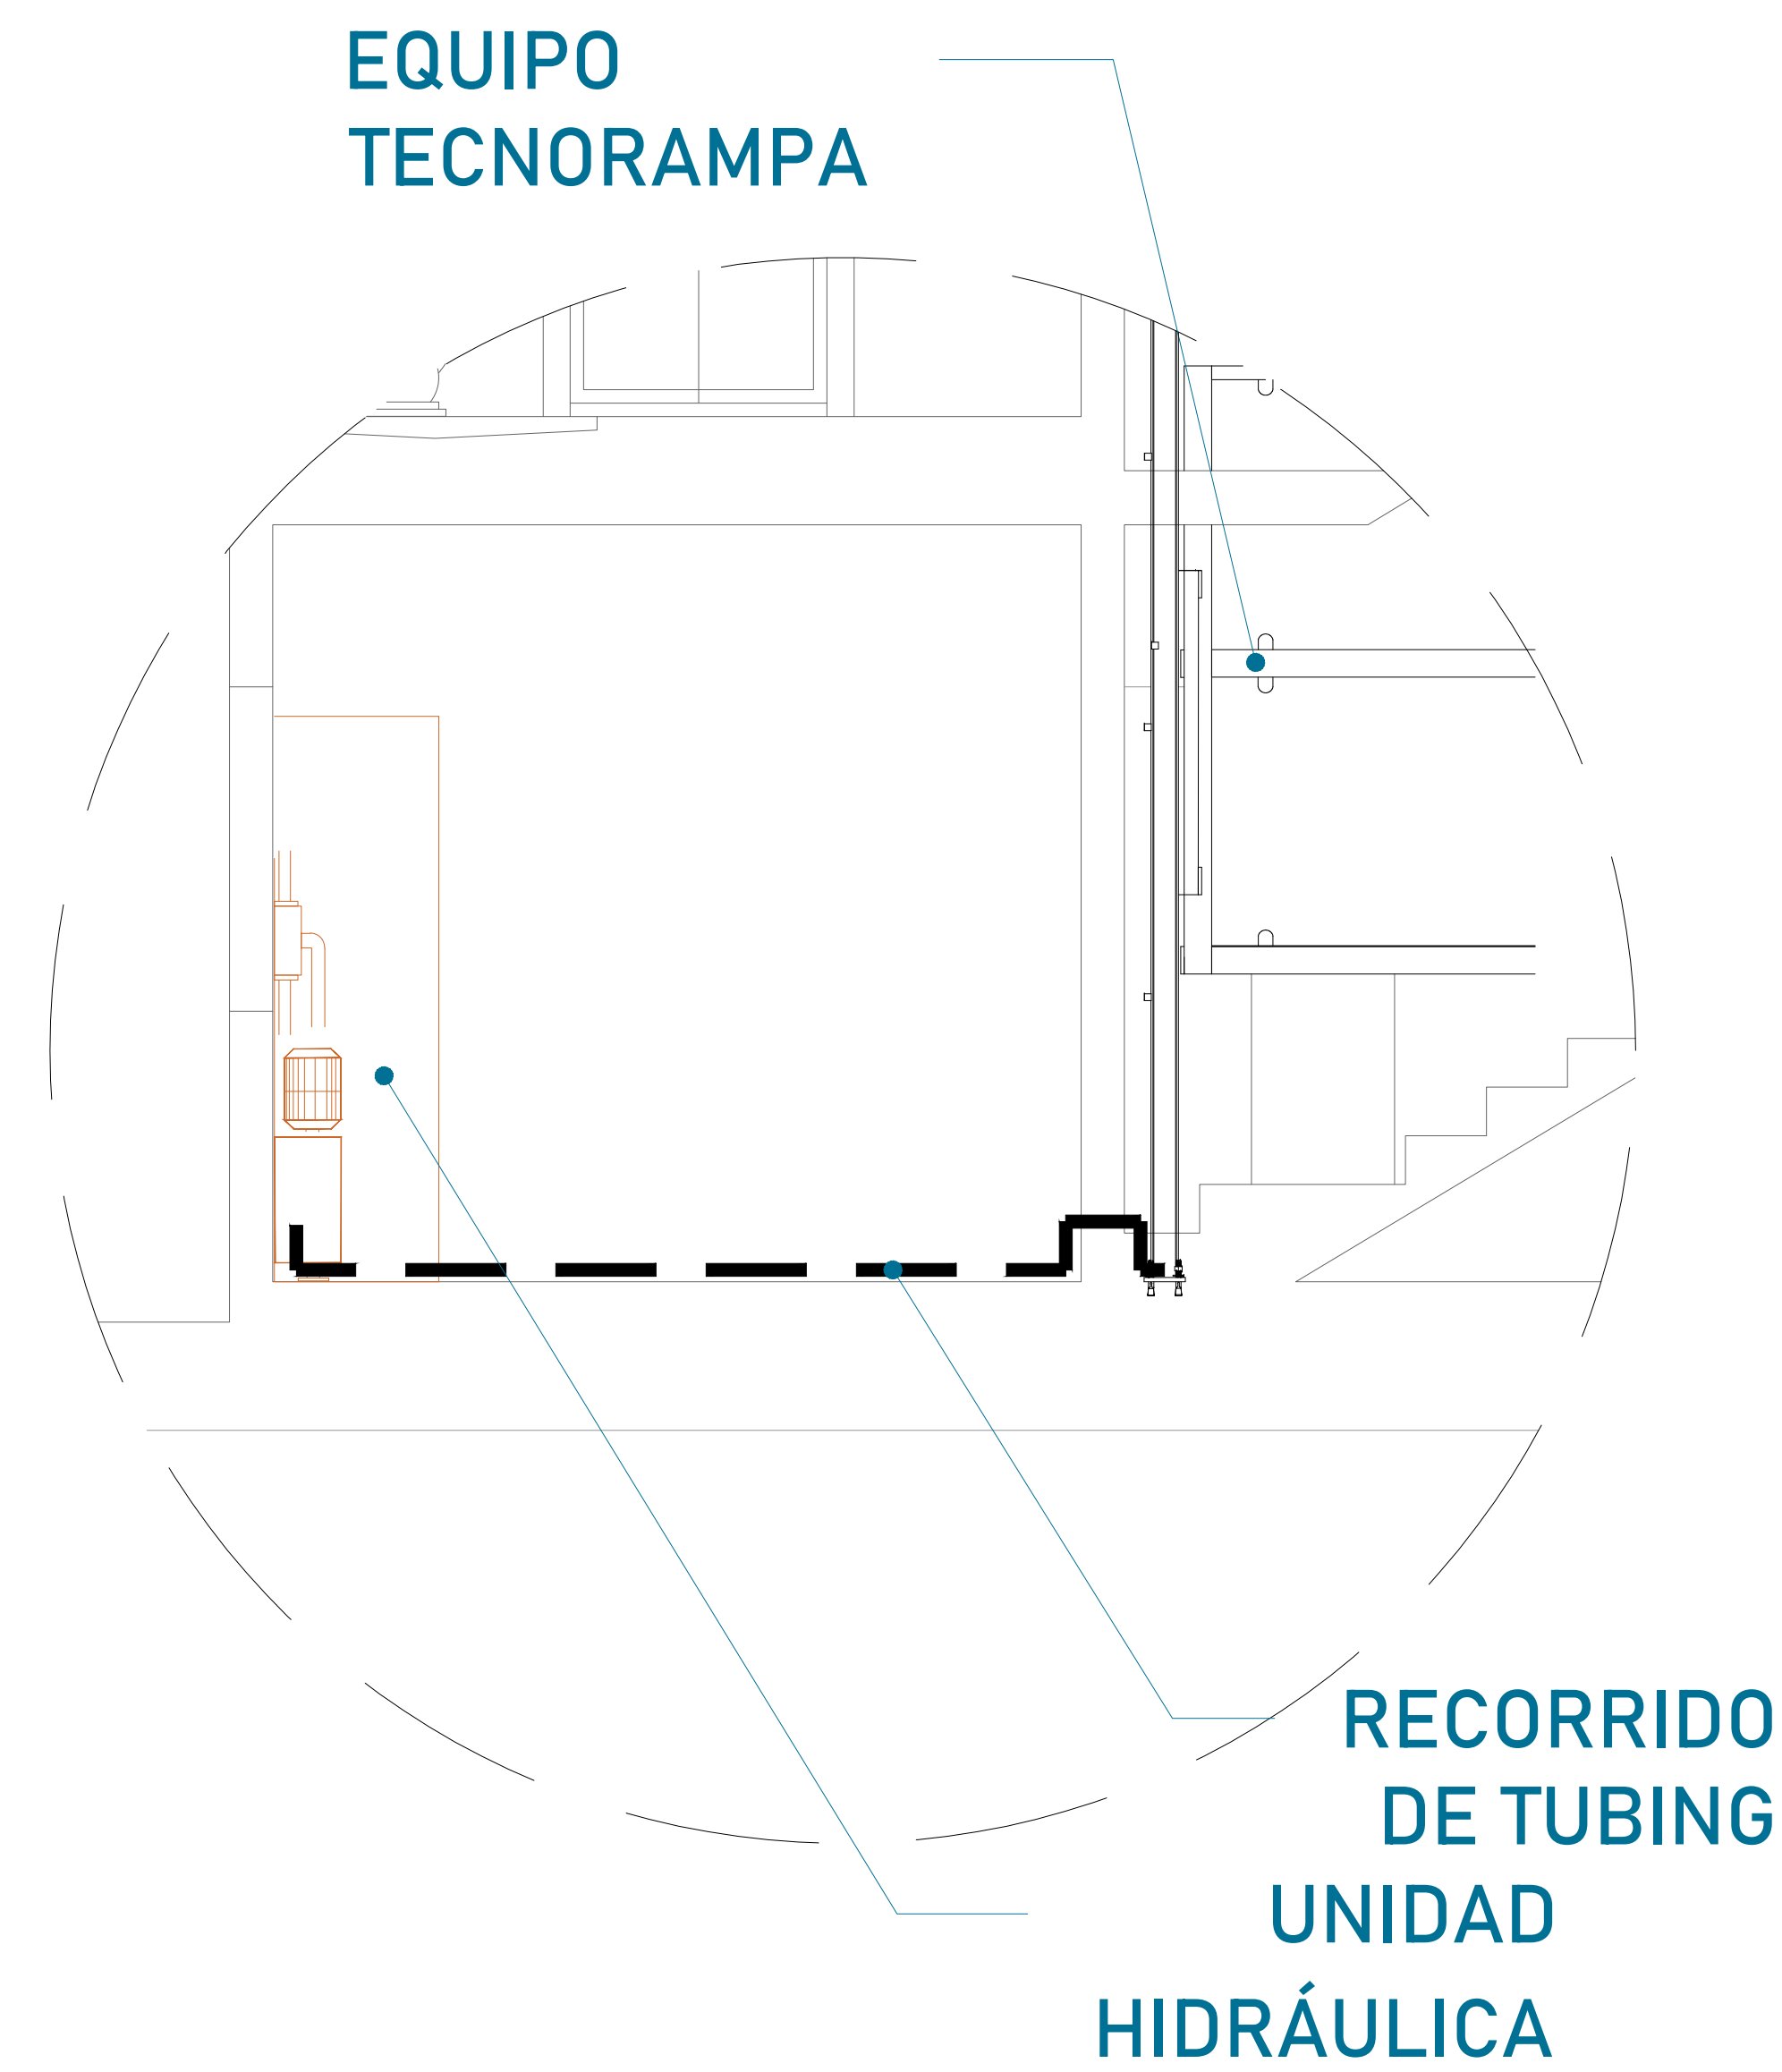 EQUIPO
TECNORAMPA
RECORRIDO
DE TUBING
UNIDAD
HIDRÁULICA